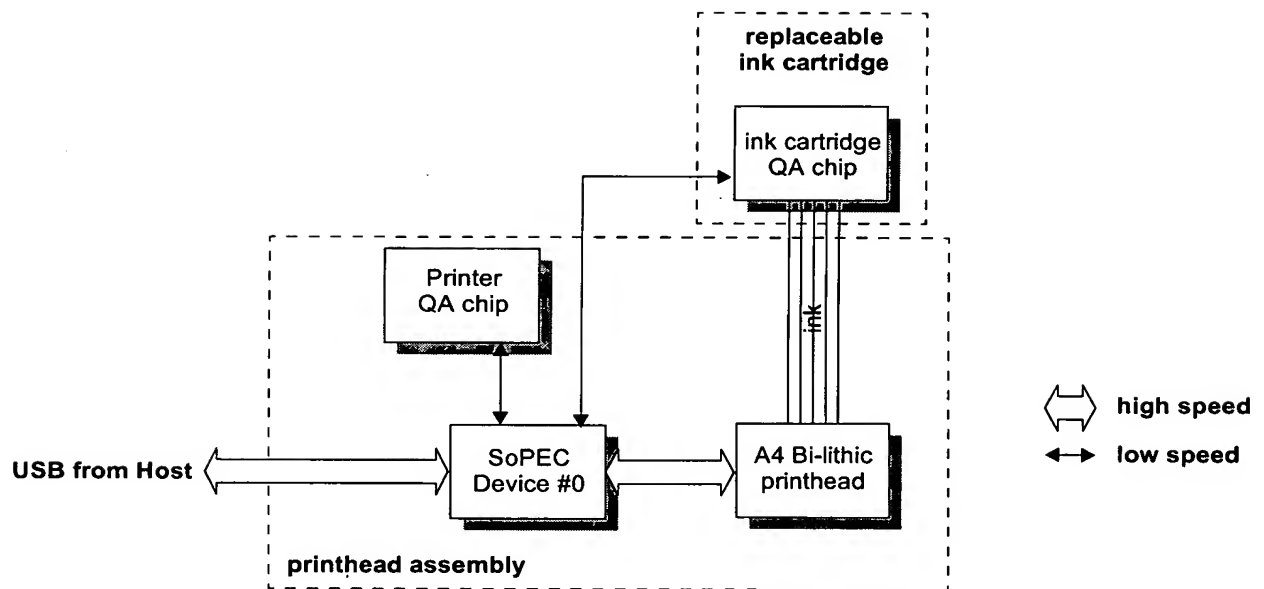 replaceable
ink cartridge
ink cartridge
QA chip
Printer
QA chip
ink
high speed
low speed
USB from Host
SoPEC
Device #0
A4 Bi-lithic
printhead
printhead assembly